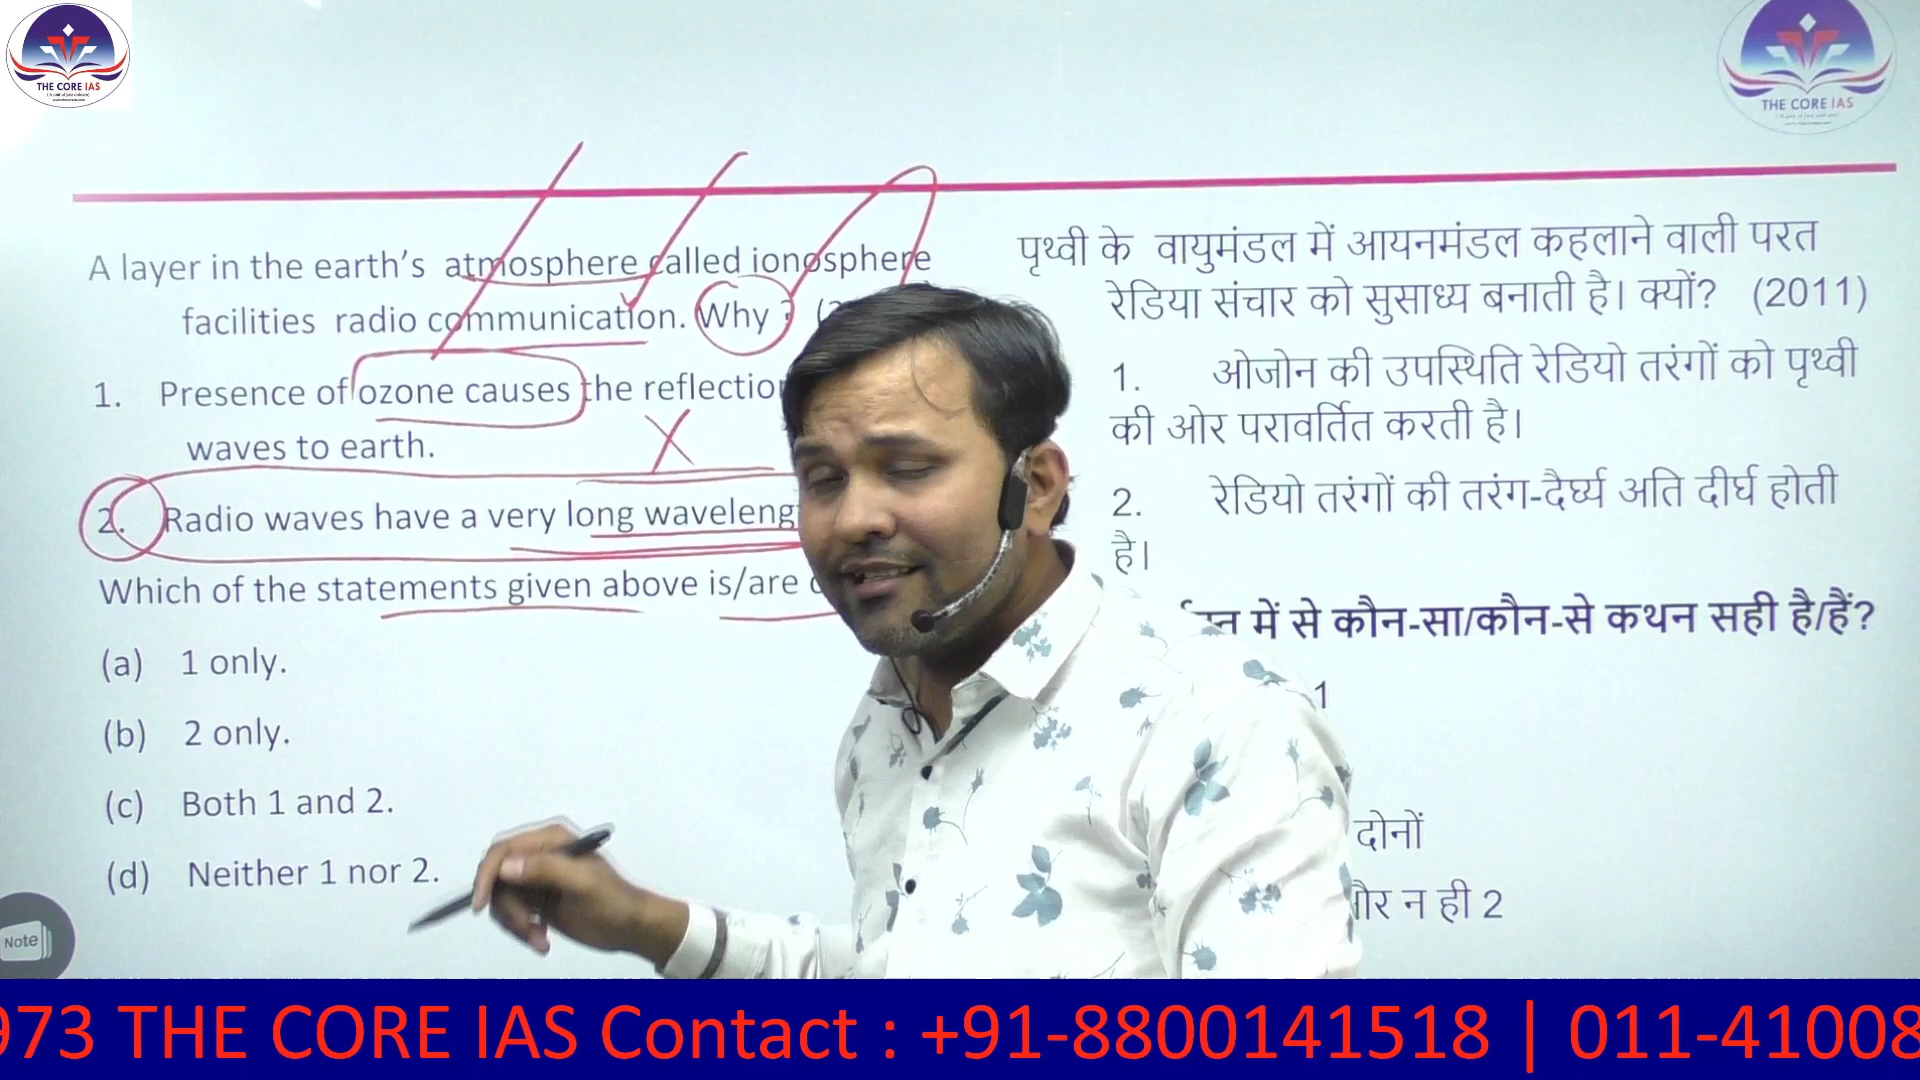 THE CORE IAS
THE CORE IAS
A layer in the earth's atmosphere called ionosphere
facilities radio communication. Why ?
1. Presence of ozone causes the
waves to earth.
2. Radio waves have a very long
Which of the statements given above is/are
(a) 1 only.
(b) 2 only.
(c) Both 1 and 2.
(d) Neither 1 nor 2.
पृथ्वी के वायुमंडल में आयनमंडल कहलाने वाली परत
रेडिया संचार को सुसाध्य बनाती है। क्यों? (2011)
1. ओजोन की उपस्थिति रेडियो तरंगों को पृथ्वी
की ओर परावर्तित करती है।
2. रेडियो तरंगों की तरंग-दैर्घ्य अति दीर्घ होती
है।
में से कौन-सा/कौन-से कथन सही है/हैं?
1
दोनों
न ही 2
Note
973 THE CORE IAS Contact : +91-8800141518 | 011-41008